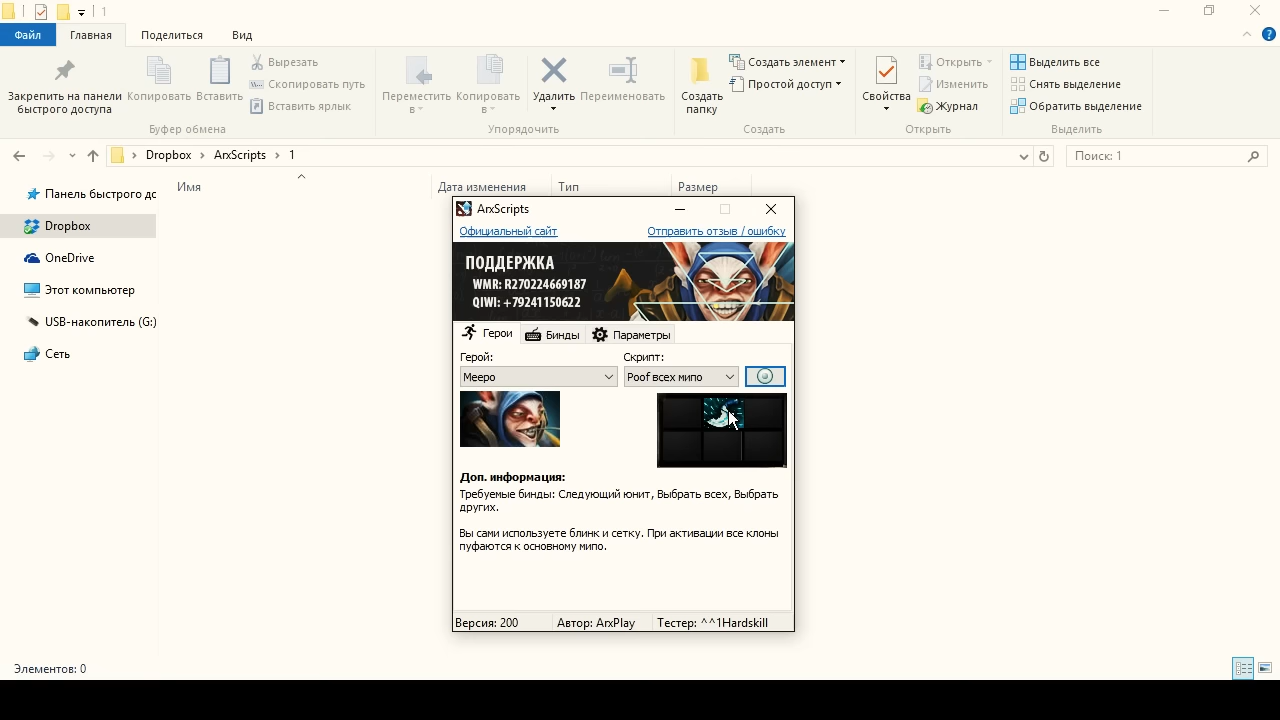 1
Файл
Главная
Поделиться
Вид
Закрепить на панели
быстрого доступа
Копировать
Вставить
Вырезать
Скопировать путь
Вставить ярлык
Буфер обмена
Переместить
в
Копировать
в
Удалить
Переименовать
Упорядочить
Создать
папку
Создать элемент
Простой доступ
Создать
Свойства
Открыть
Изменить
Журнал
Открыть
Выделить все
Снять выделение
Обратить выделение
Выделить
Dropbox
ArxScripts
1
Поиск: 1
Имя
Дата изменения
Тип
Размер
Панель быстрого дс
Dropbox
OneDrive
Этот компьютер
USB-накопитель (G:)
Сеть
ArxScripts
Официальный сайт
Отправить отзыв / ошибку
ПОДДЕРЖКА
WMR: R270224669187
QIWI: +79241150622
Герои
Бинды
Параметры
Герой:
Скрипт:
Meepo
Poof всех мипо
Доп. информация:
Требуемые бинды: Следующий юнит, Выбрать всех, Выбрать
других.
Вы сами используете блинк и сетку. При активации все клоны
пуфаются к основному мипо.
Версия: 200
Автор: ArxPlay
Тестер: ^^1Hardskill
Элементов: 0